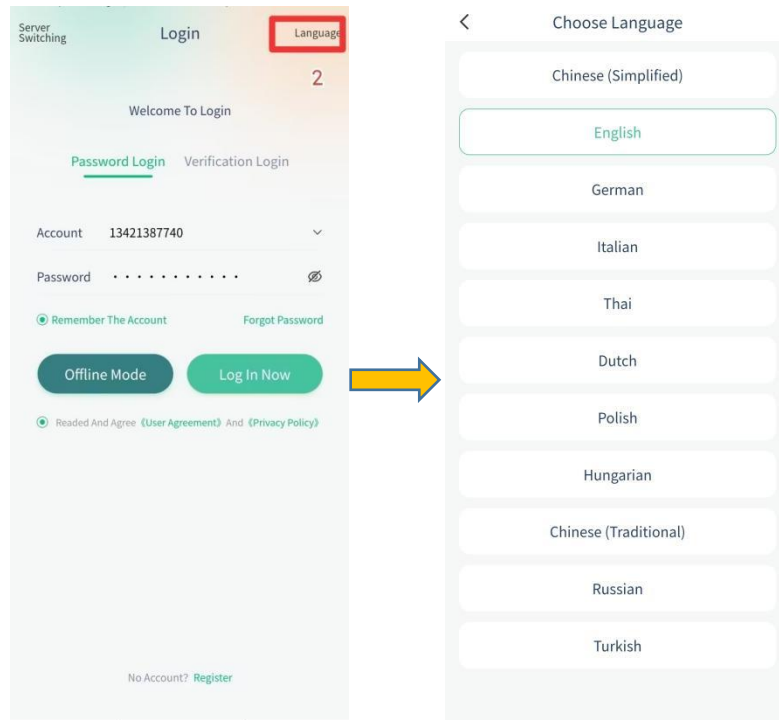 Server
Switching
Login
Language
2
Welcome To Login
Password Login Verification Login
Account 13421387740
Password ...........
Remember The Account Forgot Password
Offline Mode Log In Now
Readed And Agree 《User Agreement》 And 《Privacy Policy》
No Account? Register
Choose Language
Chinese (Simplified)
English
German
Italian
Thai
Dutch
Polish
Hungarian
Chinese (Traditional)
Russian
Turkish